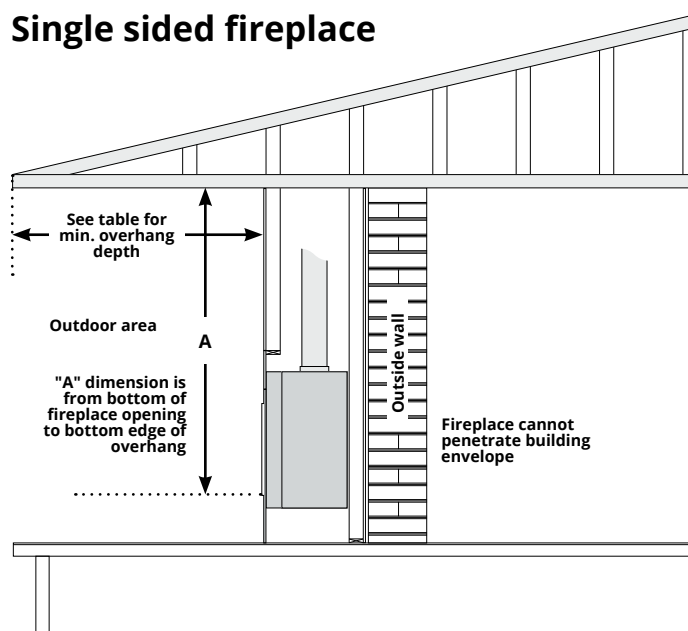 Single sided fireplace
See table for
min. overhang
depth
Outdoor area
A
"A" dimension is
from bottom of
fireplace opening
to bottom edge of
overhang
Outside wall
Fireplace cannot
penetrate building
envelope